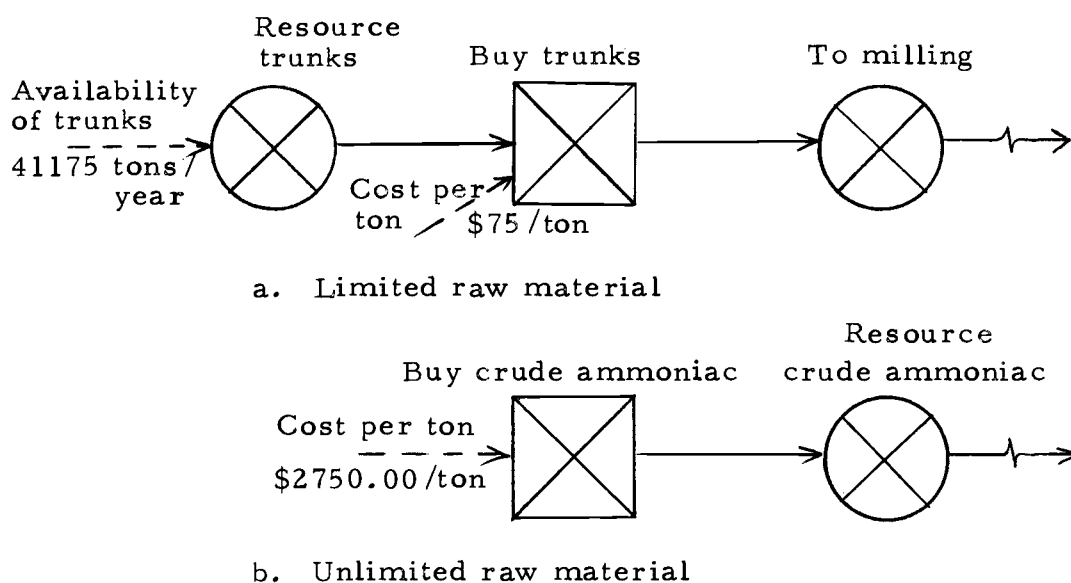 Resource
trunks
Buy trunks
To milling
Availability
of trunks
41175 tons/
year
Cost per
ton
$75/ton
a. Limited raw material
Resource
Buy crude ammoniac
crude ammoniac
Cost per ton
$2750.00/ton
b. Unlimited raw material